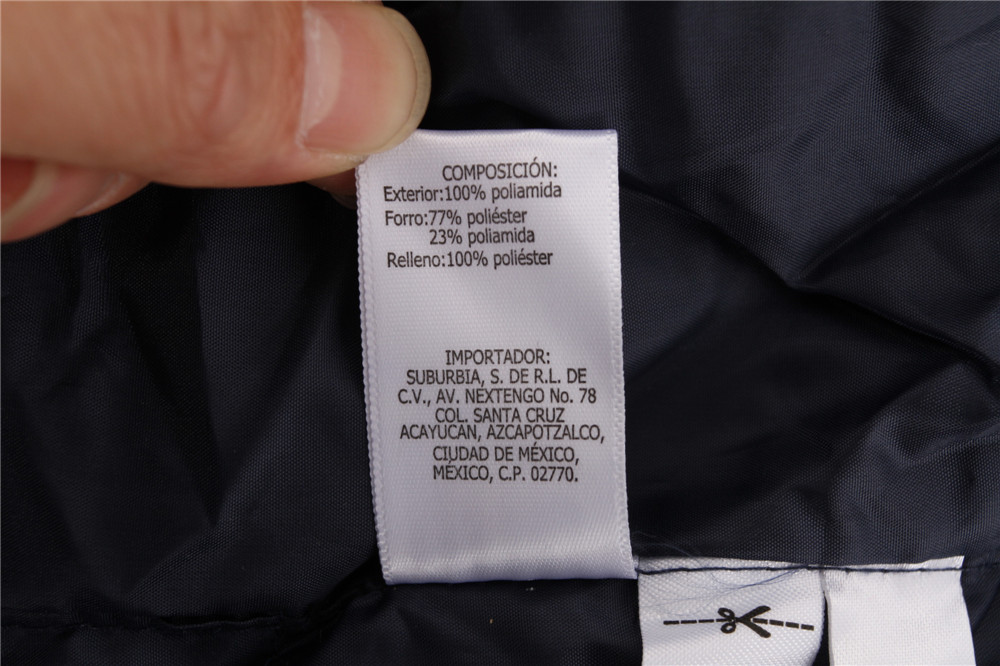 COMPOSICIÓN:
Exterior:100% poliamida
Forro:77% poliéster
23% poliamida
Relleno:100% poliéster
IMPORTADOR:
SUBURBIA, S. DE R.L. DE
C.V., AV. NEXTENGO No. 78
COL. SANTA CRUZ
ACAYUCAN, AZCAPOTZALCO,
CIUDAD DE MÉXICO,
MÉXICO, C.P. 02770.